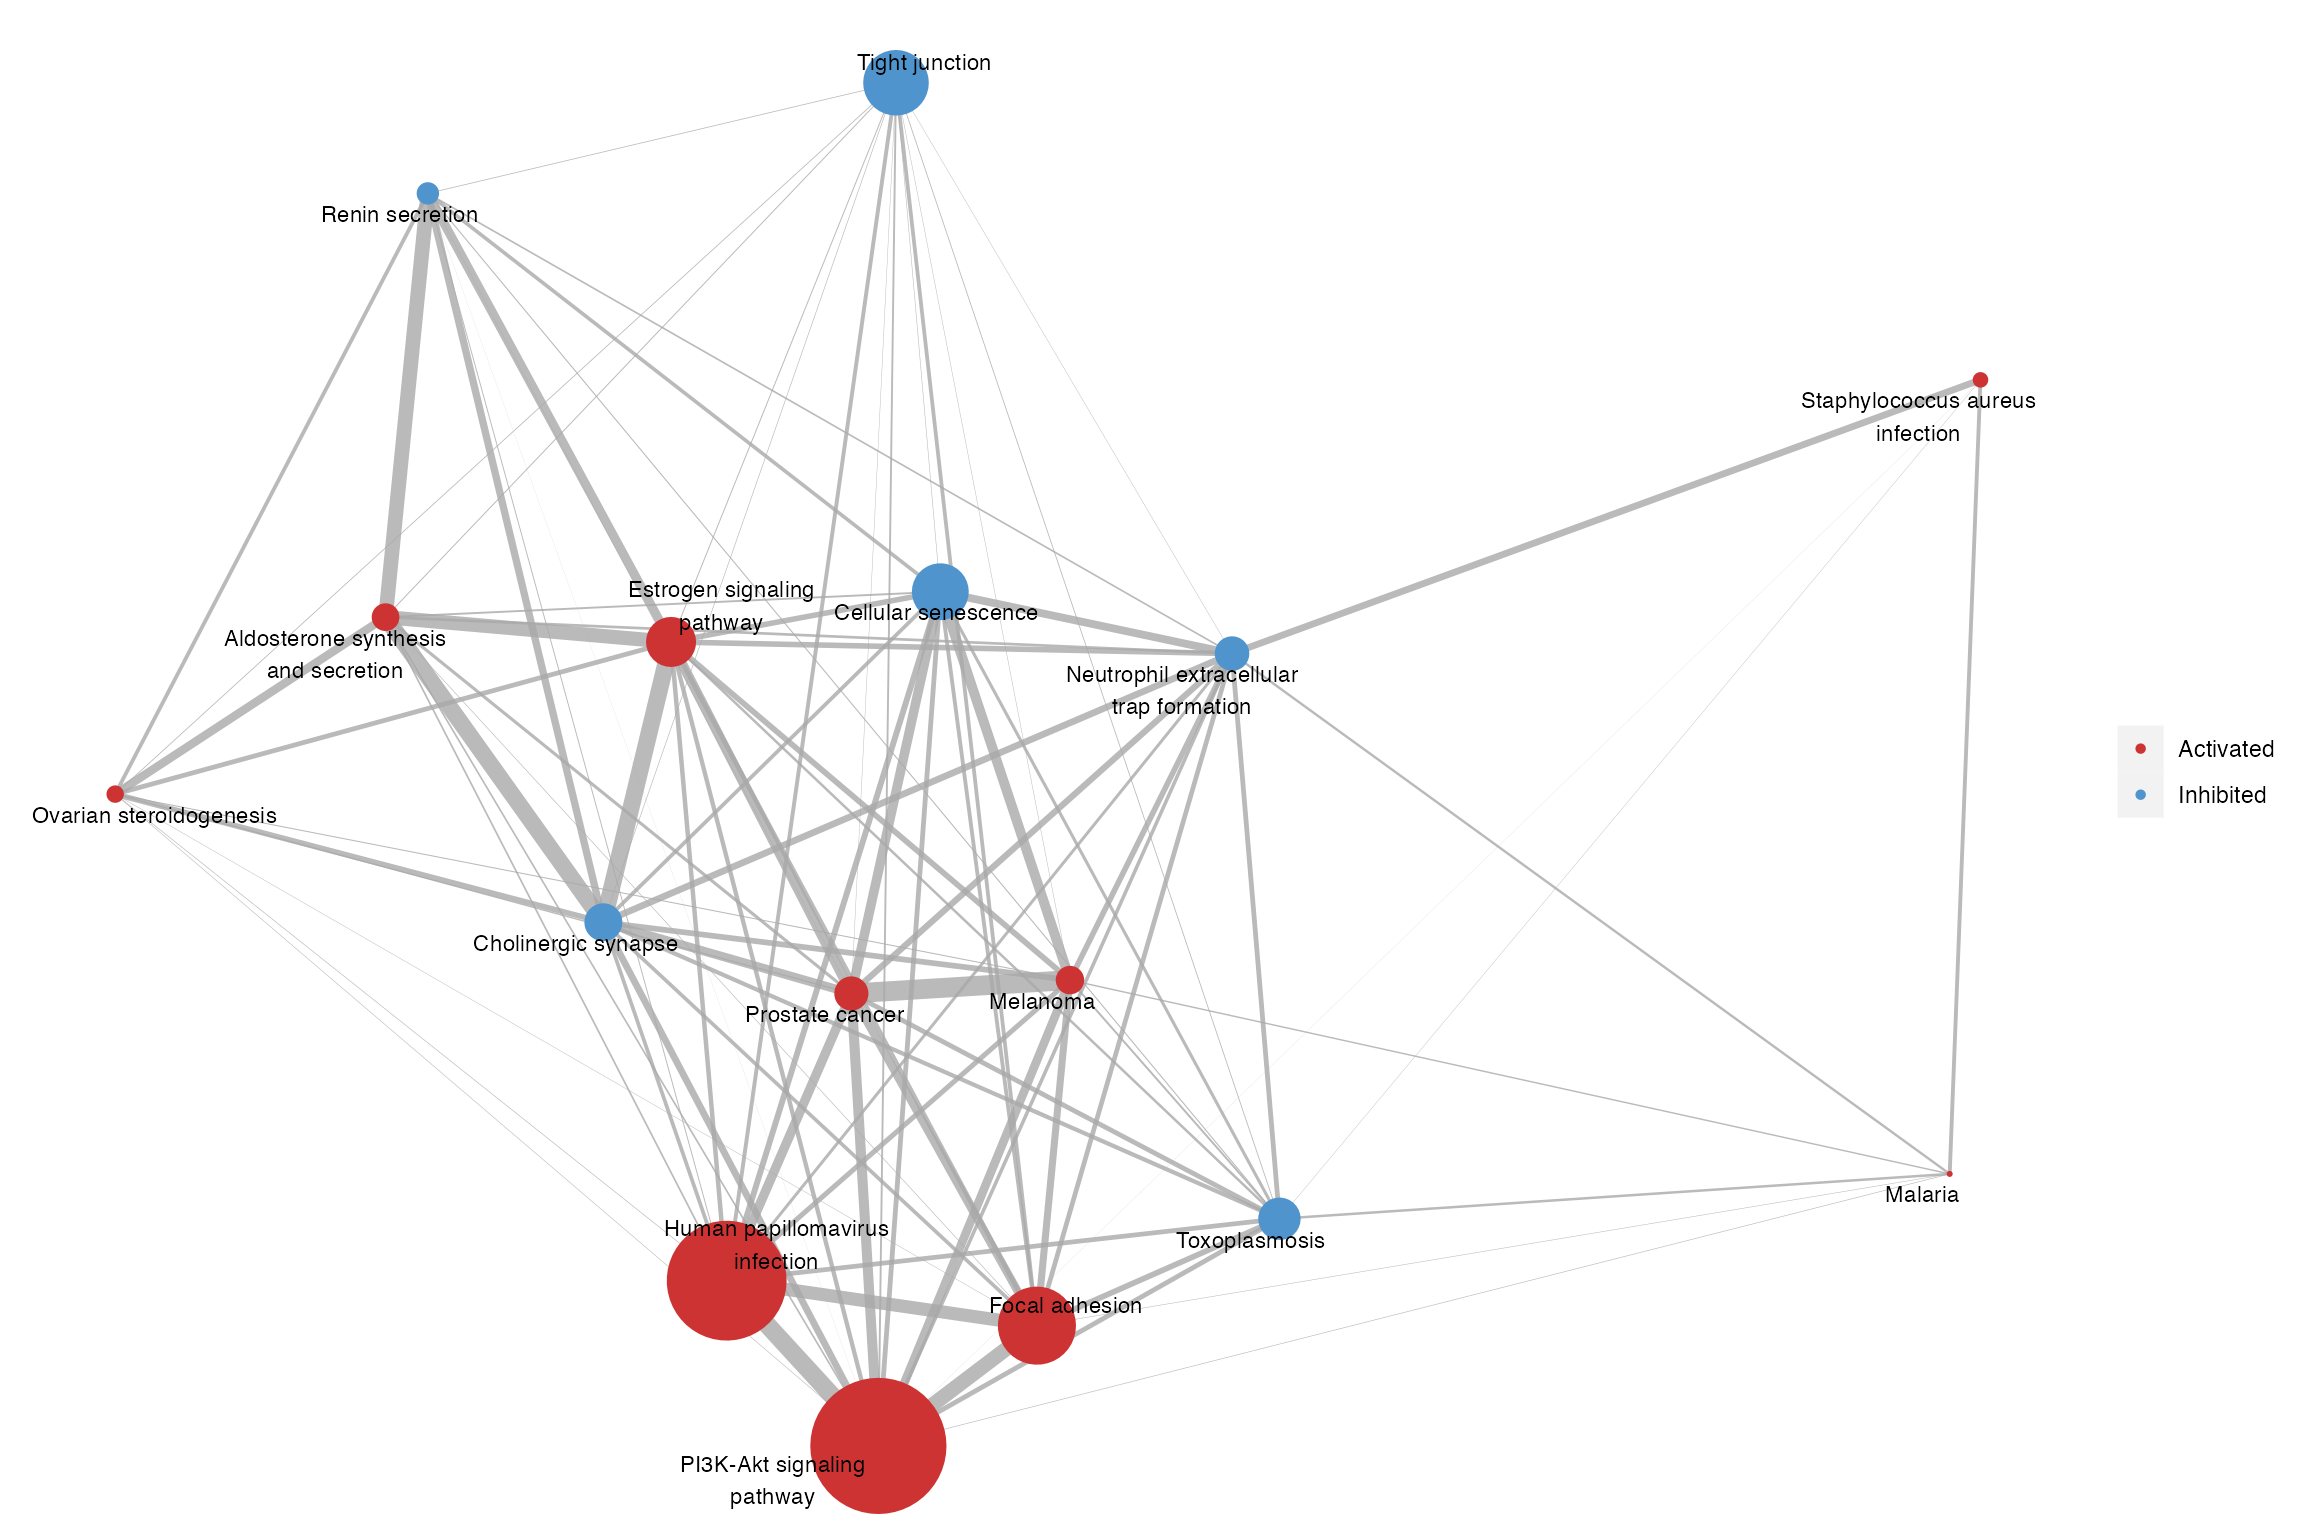 Tight junction
Renin secretion
Staphylococcus aureus
infection
Estrogen signaling
pathway
Cellular senescence
Aldosterone synthesis
and secretion
Neutrophil extracellular
trap formation
Activated
Inhibited
Ovarian steroidogenesis
Cholinergic synapse
Melanoma
Prostate cancer
Malaria
Human papillomavirus
infection
Toxoplasmosis
Focal adhesion
PI3K-Akt signaling
pathway